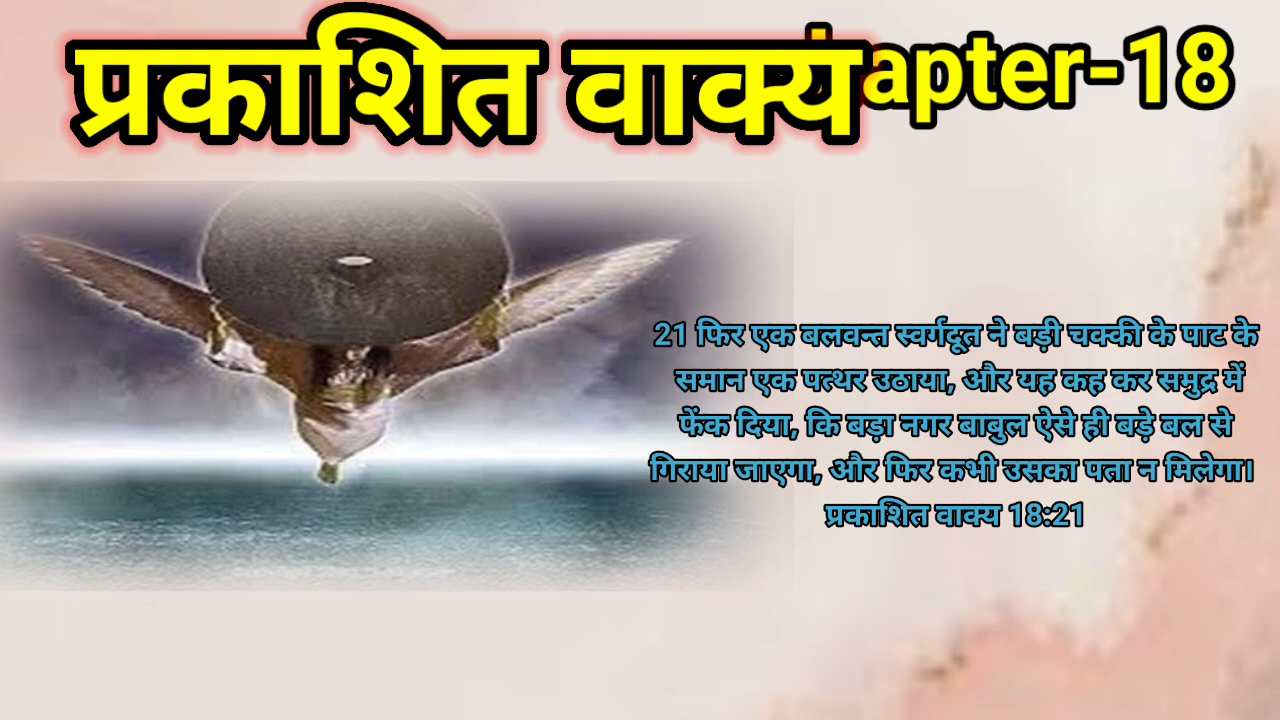 प्रकाशित वाक्य hapter-18
21 फिर एक बलवन्त स्वर्गदूत ने बड़ी चक्की के पाट के
समान एक पत्थर उठाया, और यह कह कर समुद्र में
फेंक दिया, कि बड़ा नगर बाबुल ऐसे ही बड़े बल से
गिराया जाएगा, और फिर कभी उसका पता न मिलेगा।
प्रकाशित वाक्य 18:21